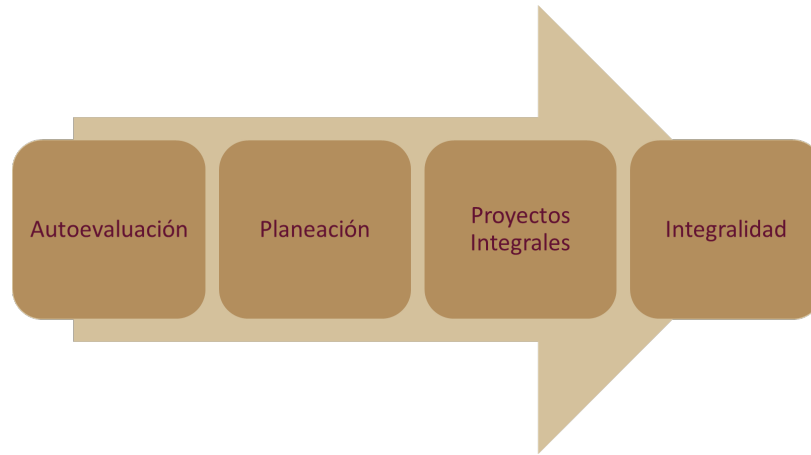 Autoevaluación
Planeación
Proyectos
Integrales
Integralidad